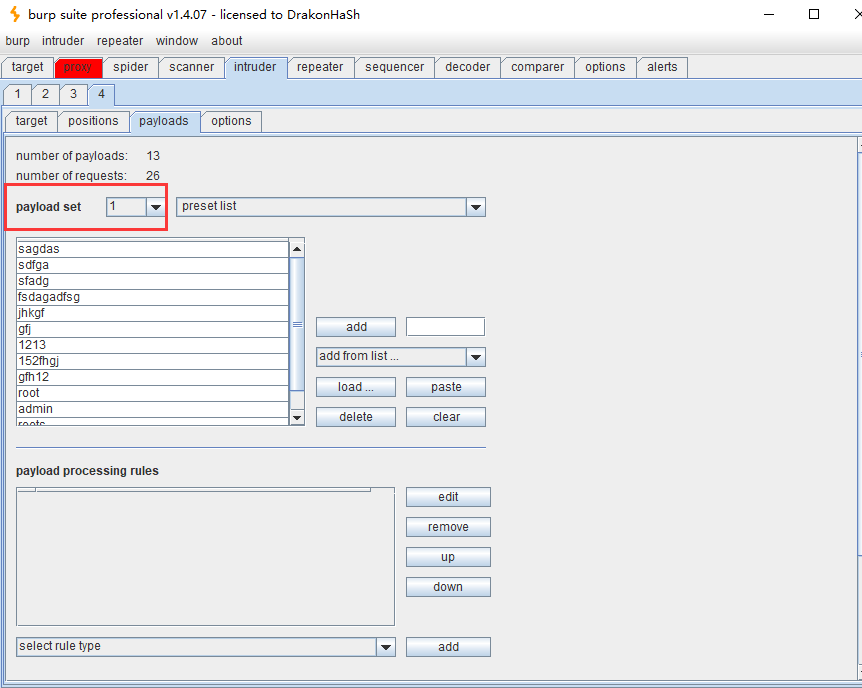 burp suite professional v1.4.07 - licensed to DrakonHaSh
burp intruder repeater window about
target proxy spider scanner intruder repeater sequencer decoder comparer options alerts
1 2 3 4
target positions payloads options
number of payloads: 13
number of requests: 26
payload set 1 preset list
sagdas
sdfga
sfadg
fsdagadfsg
jhkgf
gfj
1213
152fhgj
gfh12
root
admin
roots
add
add from list ...
load ... paste
delete clear
payload processing rules
edit
remove
up
down
select rule type add